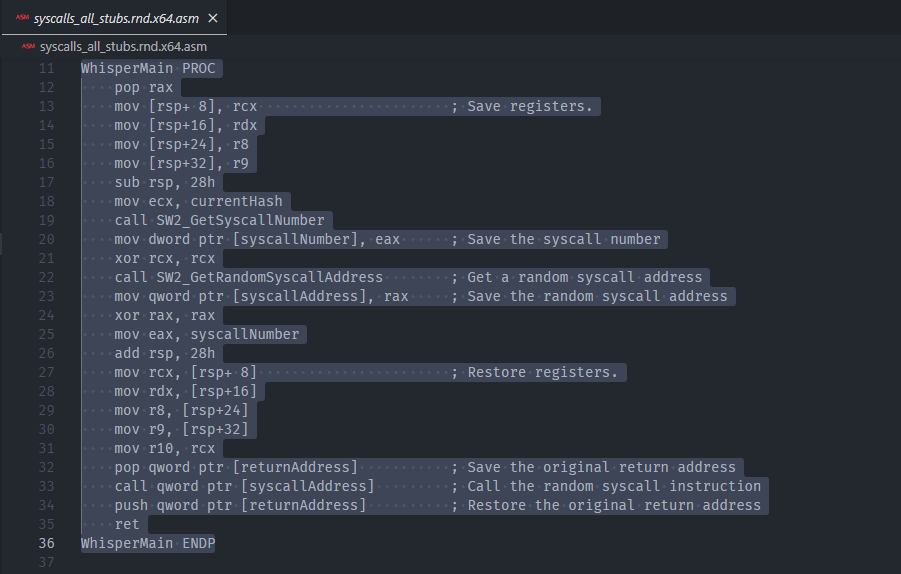 ASM syscalls_all_stubs.rnd.x64.asm ×
ASM syscalls_all_stubs.rnd.x64.asm
11 WhisperMain PROC
12 pop rax
13 mov [rsp+ 8], rcx ; Save registers.
14 mov [rsp+16], rdx
15 mov [rsp+24], r8
16 mov [rsp+32], r9
17 sub rsp, 28h
18 mov ecx, currentHash
19 call SW2_GetSyscallNumber
20 mov dword ptr [syscallNumber], eax ; Save the syscall number
21 xor rcx, rcx
22 call SW2_GetRandomSyscallAddress ; Get a random syscall address
23 mov qword ptr [syscallAddress], rax ; Save the random syscall address
24 xor rax, rax
25 mov eax, syscallNumber
26 add rsp, 28h
27 mov rcx, [rsp+ 8] ; Restore registers.
28 mov rdx, [rsp+16]
29 mov r8, [rsp+24]
30 mov r9, [rsp+32]
31 mov r10, rcx
32 pop qword ptr [returnAddress] ; Save the original return address
33 call qword ptr [syscallAddress] ; Call the random syscall instruction
34 push qword ptr [returnAddress] ; Restore the original return address
35 ret
36 WhisperMain ENDP
37